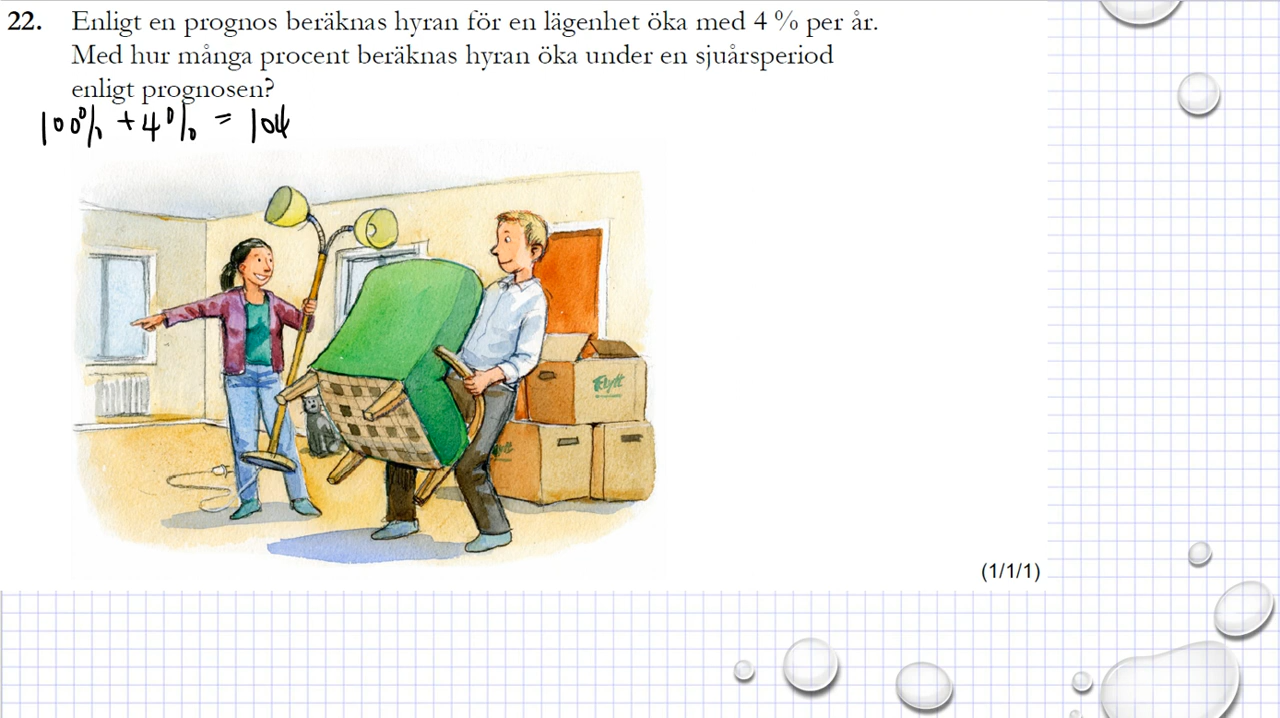 22. Enligt en prognos beräknas hyran för en lägenhet öka med 4 % per år.
Med hur många procent beräknas hyran öka under en sjuårsperiod
enligt prognosen?
100% + 4% = 104
Flytt
(1/1/1)